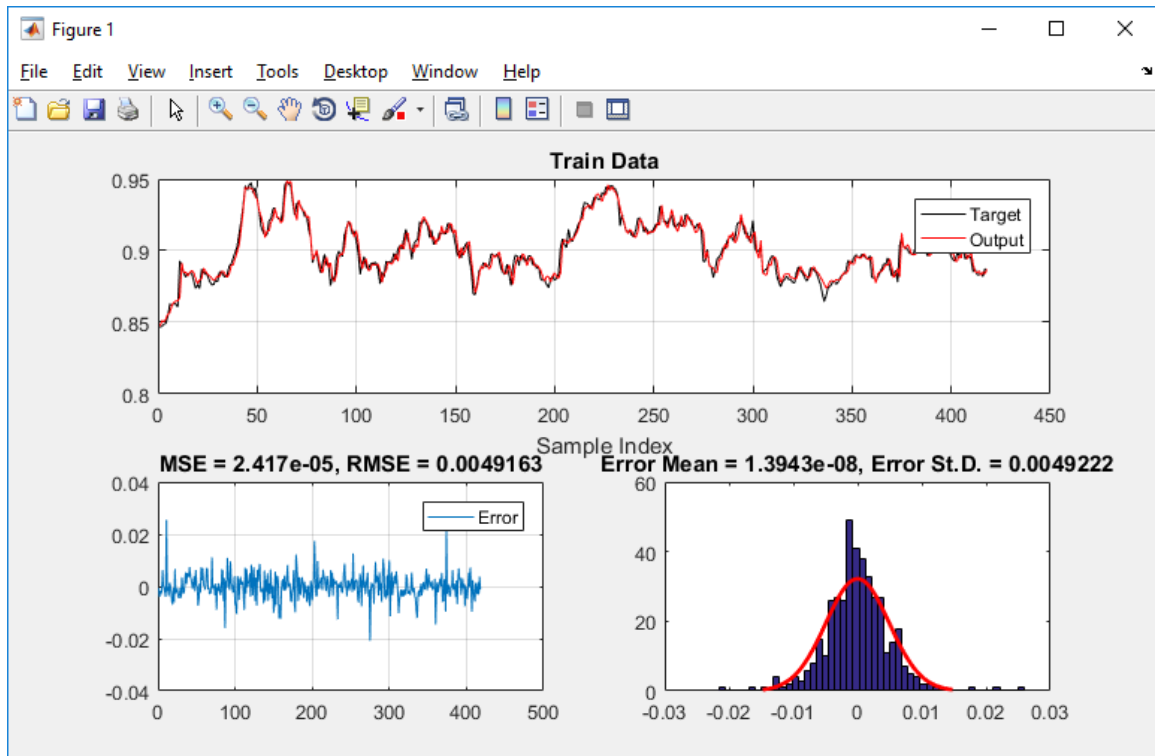 Figure 1
File Edit View Insert Tools Desktop Window Help
Train Data
0.95
0.9
0.85
0.8
Target
Output
0 50 100 150 200 250 300 350 400 450
Sample Index
MSE = 2.417e-05, RMSE = 0.0049163
0.04
0.02
0
-0.02
-0.04
Error
0 100 200 300 400 500
Error Mean = 1.3943e-08, Error St.D. = 0.0049222
60
40
20
0
-0.03 -0.02 -0.01 0 0.01 0.02 0.03